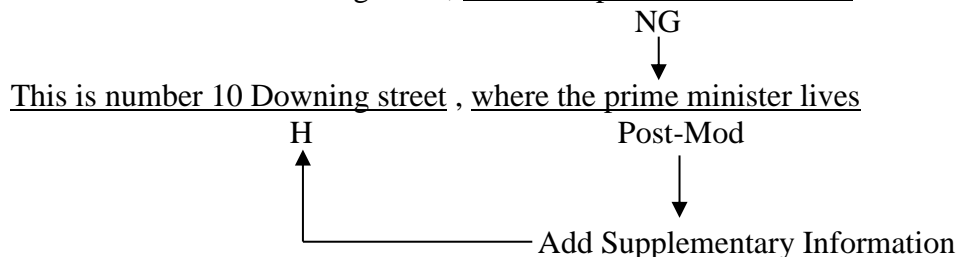 NG
This is number 10 Downing street , where the prime minister lives
H Post-Mod
Add Supplementary Information